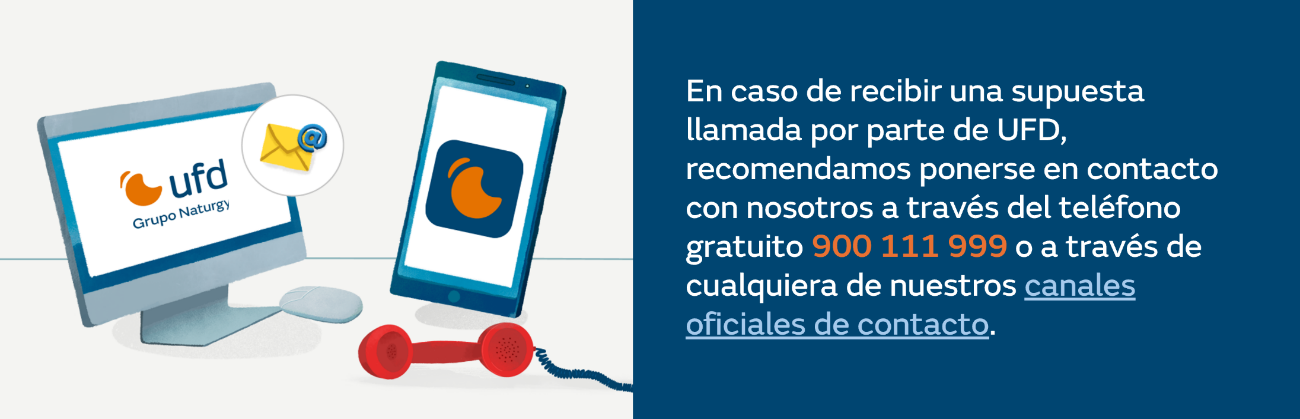 ufd
Grupo Naturgy
@
En caso de recibir una supuesta
llamada por parte de UFD,
recomendamos ponerse en contacto
con nosotros a través del teléfono
gratuito 900 111 999 o a través de
cualquiera de nuestros canales
oficiales de contacto.